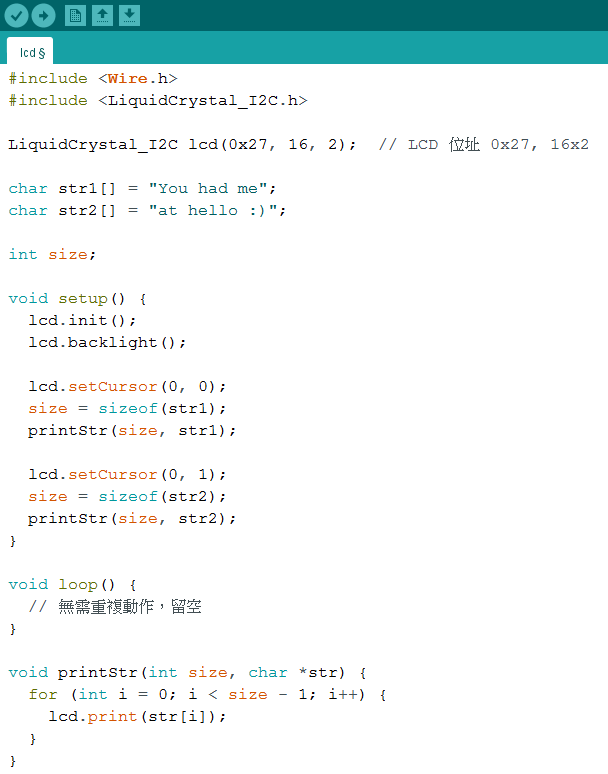 lcd §
#include <Wire.h>
#include <LiquidCrystal_I2C.h>
LiquidCrystal_I2C lcd(0x27, 16, 2);  // LCD 位址 0x27, 16x2
char str1[] = "You had me";
char str2[] = "at hello :)";
int size;
void setup() {
  lcd.init();
  lcd.backlight();
  lcd.setCursor(0, 0);
  size = sizeof(str1);
  printStr(size, str1);
  lcd.setCursor(0, 1);
  size = sizeof(str2);
  printStr(size, str2);
}
void loop() {
  // 無需重複動作，留空
}
void printStr(int size, char *str) {
  for (int i = 0; i < size - 1; i++) {
    lcd.print(str[i]);
  }
}